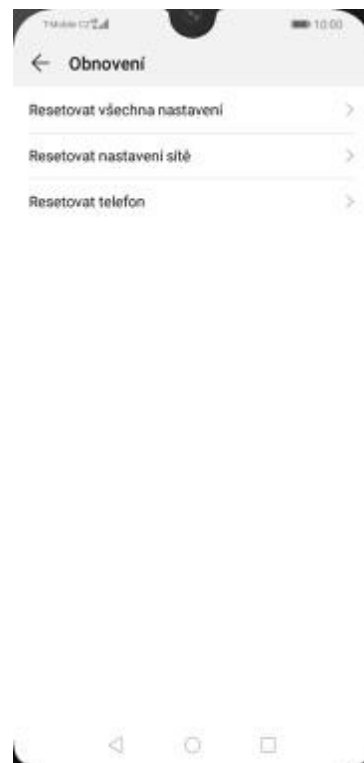 T-Mobile CZ 10:00
Obnovení
Resetovat všechna nastavení
Resetovat nastavení sítě
Resetovat telefon